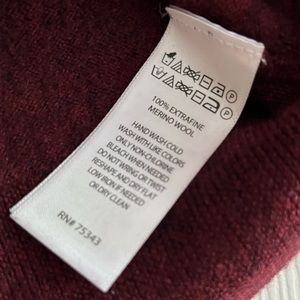 100% EXTRAFINE
MERINO WOOL
HAND WASH COLD
WASH WITH LIKE COLORS
ONLY NON-CHLORINE
BLEACH WHEN NEEDED
DO NOT WRING OR TWIST
RESHAPE AND DRY FLAT
LOW IRON IF NEEDED
OR DRY CLEAN
RN# 75343